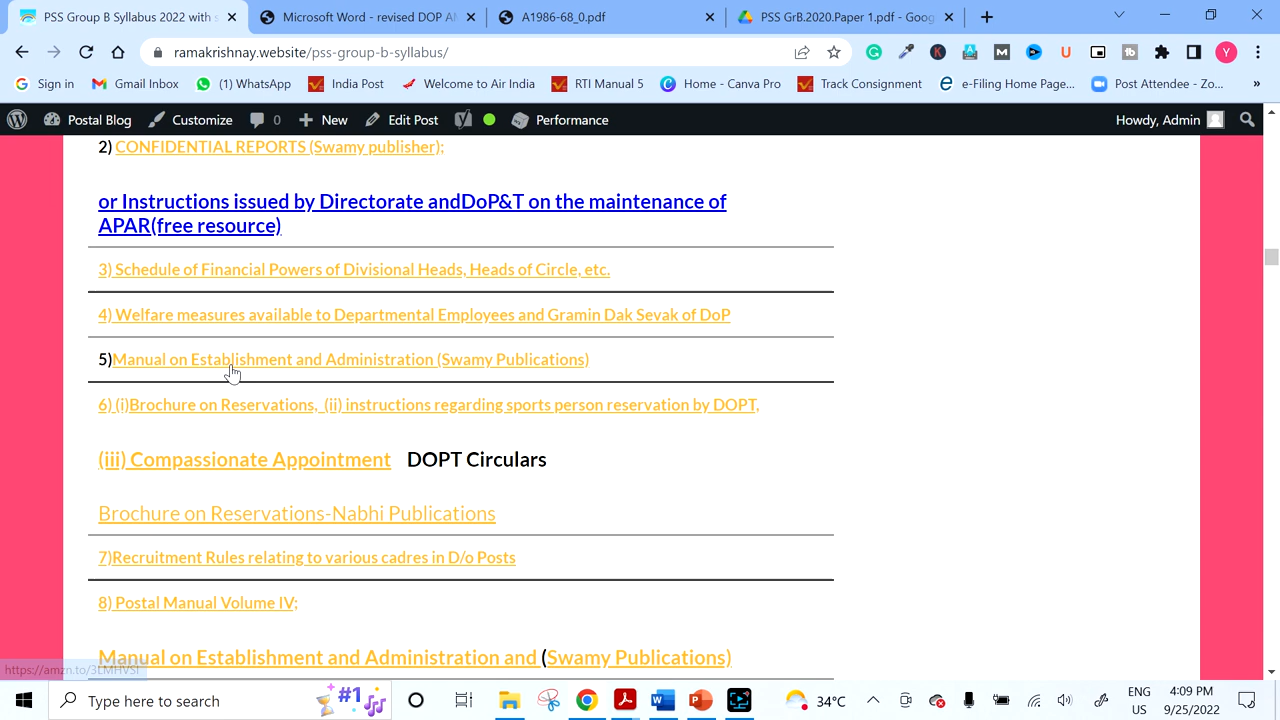 PSS Group B Syllabus 2022 with s
Microsoft Word - revised DOP AM
A1986-68_0.pdf
PSS GrB.2020.Paper 1.pdf - Goog
ramakrishnay.website/pss-group-b-syllabus/
Sign in
Gmail Inbox
(1) WhatsApp
India Post
Welcome to Air India
RTI Manual 5
Home - Canva Pro
Track Consignment
e-Filing Home Page...
Post Attendee - Zo...
Postal Blog
Customize
0
New
Edit Post
Performance
Howdy, Admin
2) CONFIDENTIAL REPORTS (Swamy publisher);
or Instructions issued by Directorate andDoP&T on the maintenance of
APAR(free resource)
3) Schedule of Financial Powers of Divisional Heads, Heads of Circle, etc.
4) Welfare measures available to Departmental Employees and Gramin Dak Sevak of DoP
5)Manual on Establishment and Administration (Swamy Publications)
6) (i)Brochure on Reservations, (ii) instructions regarding sports person reservation by DOPT,
(iii) Compassionate Appointment DOPT Circulars
Brochure on Reservations-Nabhi Publications
7)Recruitment Rules relating to various cadres in D/o Posts
8) Postal Manual Volume IV;
Manual on Establishment and Administration and (Swamy Publications)
https://amzn.to/3LMHVSI
Type here to search
#1
34°C
ENG
US
4:09 PM
9/25/2022